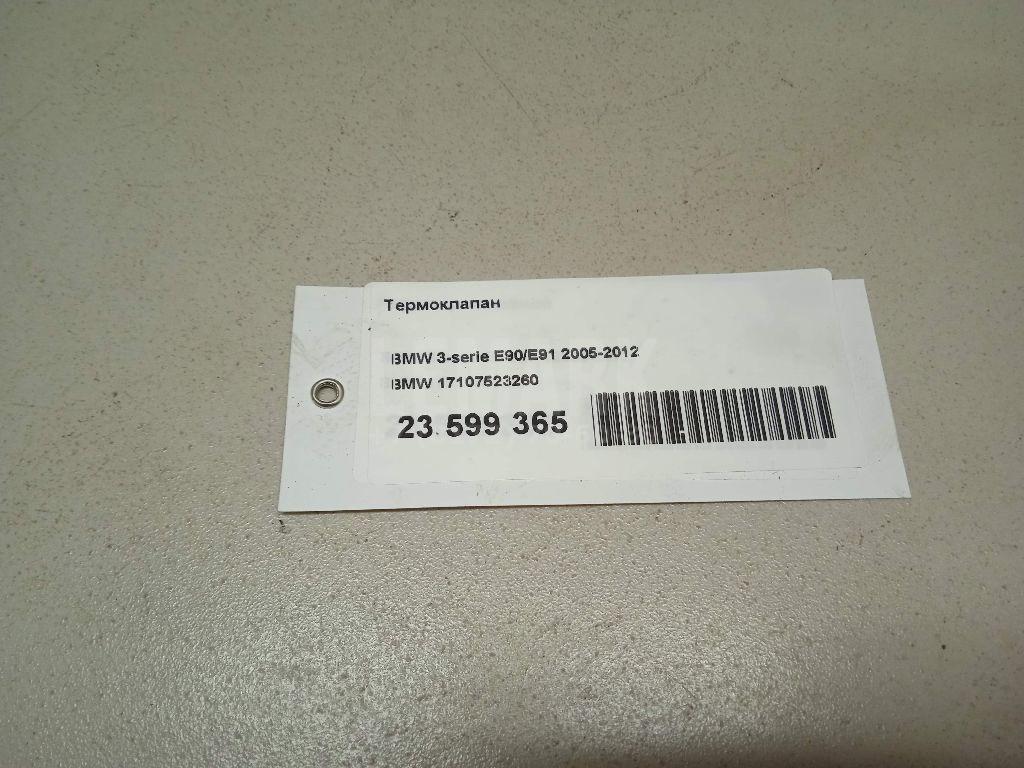 Термоклапан
BMW 3-serie E90/E91 2005-2012
BMW 17107523260
23 599 365